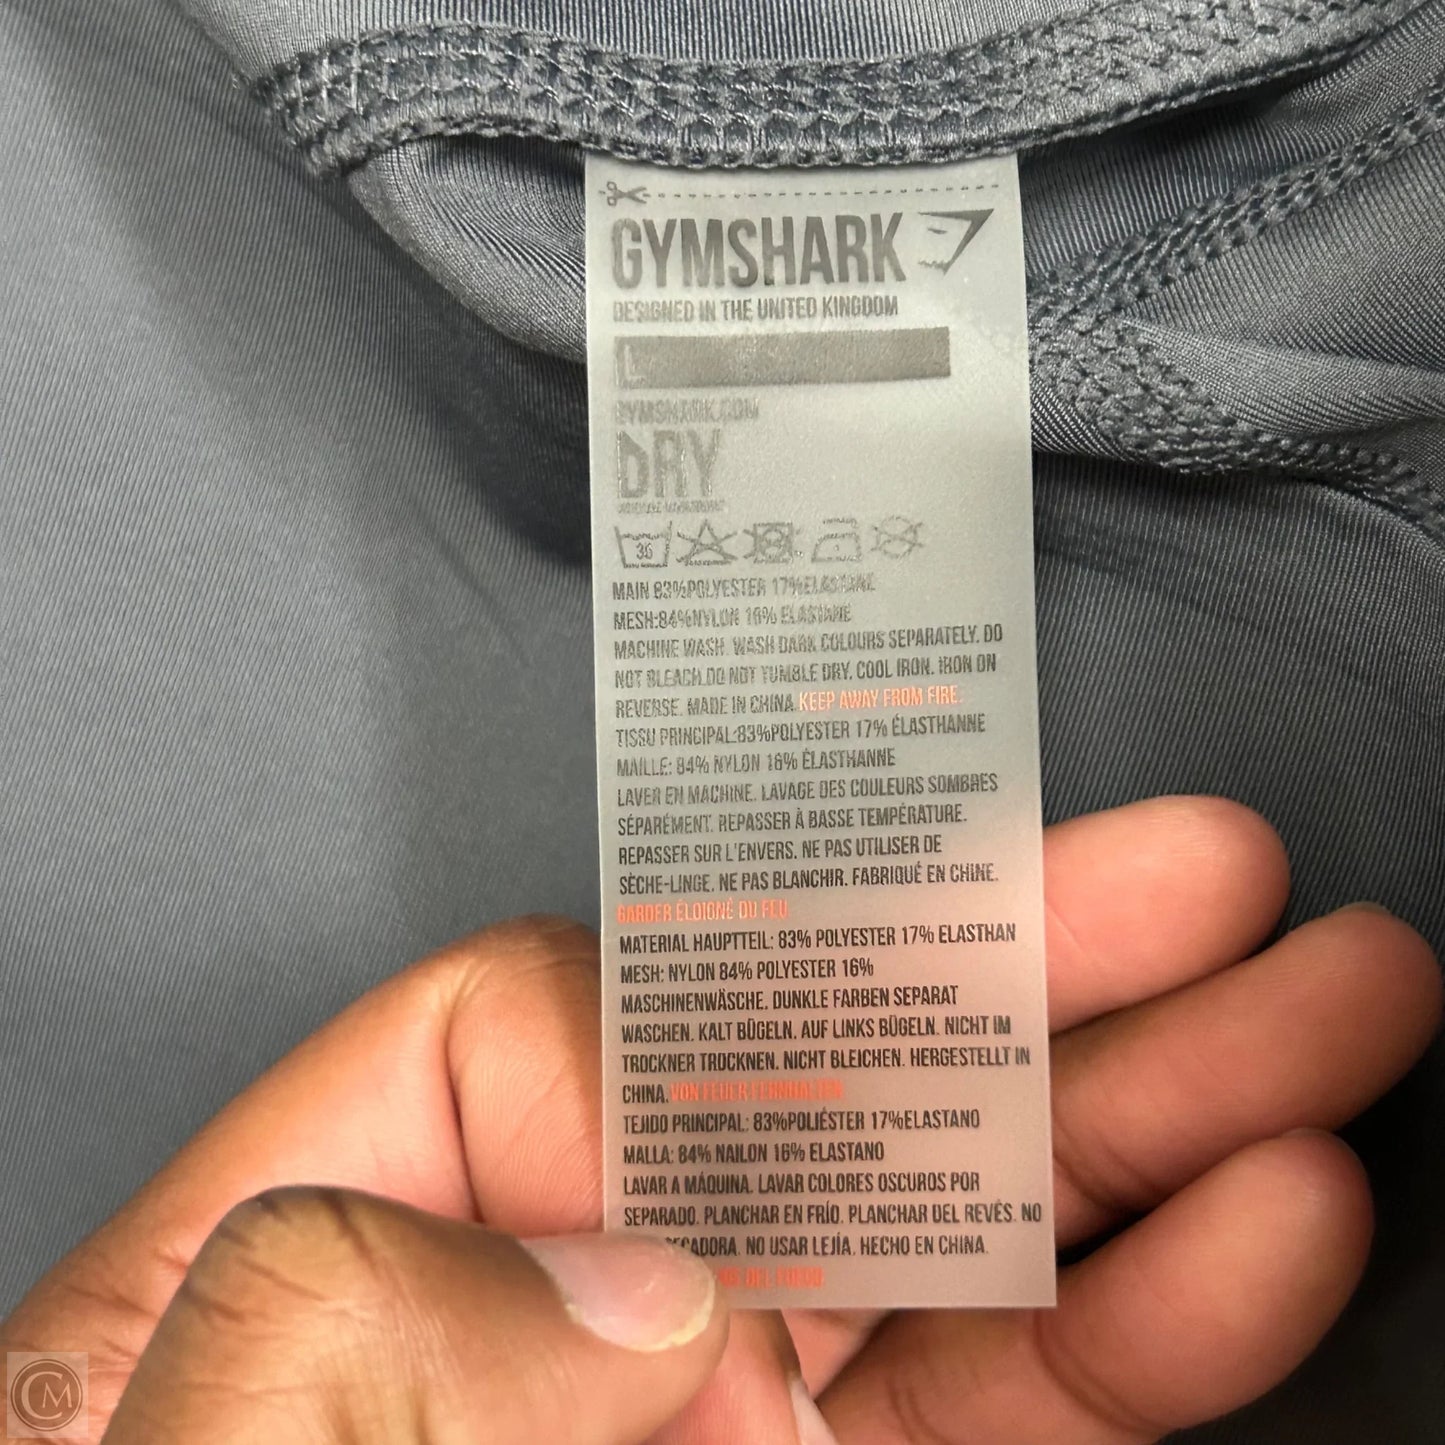 GYMSHARK
DESIGNED IN THE UNITED KINGDOM
L
GYMSHARK.COM
DRY
MOISTURE MANAGEMENT
MAIN 83%POLYESTER 17%ELASTANE
MESH:84%NYLON 16% ELASTANE
MACHINE WASH. WASH DARK COLOURS SEPARATELY. DO
NOT BLEACH.DO NOT TUMBLE DRY. COOL IRON. IRON ON
REVERSE. MADE IN CHINA.KEEP AWAY FROM FIRE.
TISSU PRINCIPAL:83%POLYESTER 17% ÉLASTHANNE
MAILLE: 84% NYLON 16% ÉLASTHANNE
LAVER EN MACHINE. LAVAGE DES COULEURS SOMBRES
SÉPARÉMENT. REPASSER À BASSE TEMPÉRATURE.
REPASSER SUR L'ENVERS. NE PAS UTILISER DE
SÈCHE-LINGE. NE PAS BLANCHIR. FABRIQUÉ EN CHINE.
GARDER ÉLOIGNÉ DU FEU
MATERIAL HAUPTTEIL: 83% POLYESTER 17% ELASTHAN
MESH: NYLON 84% POLYESTER 16%
MASCHINENWÄSCHE. DUNKLE FARBEN SEPARAT
WASCHEN. KALT BÜGELN. AUF LINKS BÜGELN. NICHT IM
TROCKNER TROCKNEN. NICHT BLEICHEN. HERGESTELLT IN
CHINA.VON FEUER FERNHALTEN
TEJIDO PRINCIPAL: 83%POLIÉSTER 17%ELASTANO
MALLA: 84% NAILON 16% ELASTANO
LAVAR A MÁQUINA. LAVAR COLORES OSCUROS POR
SEPARADO. PLANCHAR EN FRÍO. PLANCHAR DEL REVÉS. NO
NO USAR LEJÍA. HECHO EN CHINA.
DEL FUEGO
CM